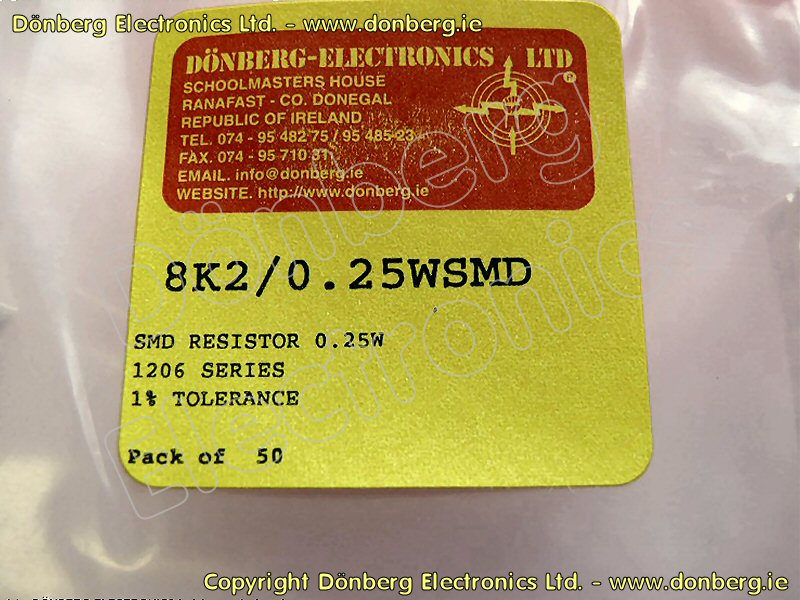 Dönberg Electronics Ltd. - www.donberg.ie
DÖNBERG-ELECTRONICS LTD
®
SCHOOLMASTERS HOUSE
RANAFAST - CO. DONEGAL
REPUBLIC OF IRELAND
TEL. 074 - 95 482 75 / 95 485 23
FAX. 074 - 95 710 31
EMAIL. info@donberg.ie
WEBSITE. http://www.donberg.ie
Dönberg
Electronics
8K2/0.25WSMD
SMD RESISTOR 0.25W
1206 SERIES
1% TOLERANCE
Pack of 50
Copyright Dönberg Electronics Ltd. - www.donberg.ie